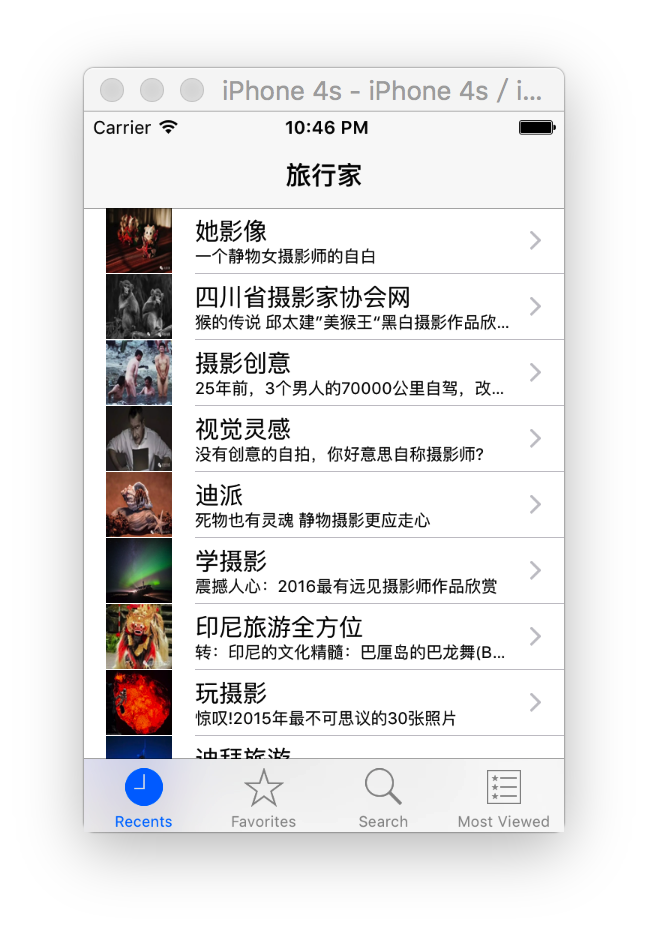 iPhone 4s - iPhone 4s / i...
Carrier 10:46 PM
旅行家
她影像
一个静物女摄影师的自白
四川省摄影家协会网
猴的传说 邱太建”美猴王“黑白摄影作品欣...
摄影创意
25年前，3个男人的70000公里自驾，改...
视觉灵感
没有创意的自拍，你好意思自称摄影师?
迪派
死物也有灵魂 静物摄影更应走心
学摄影
震撼人心：2016最有远见摄影师作品欣赏
印尼旅游全方位
转：印尼的文化精髓：巴厘岛的巴龙舞(B...
玩摄影
惊叹!2015年最不可思议的30张照片
迪拜旅游
Recents Favorites Search Most Viewed